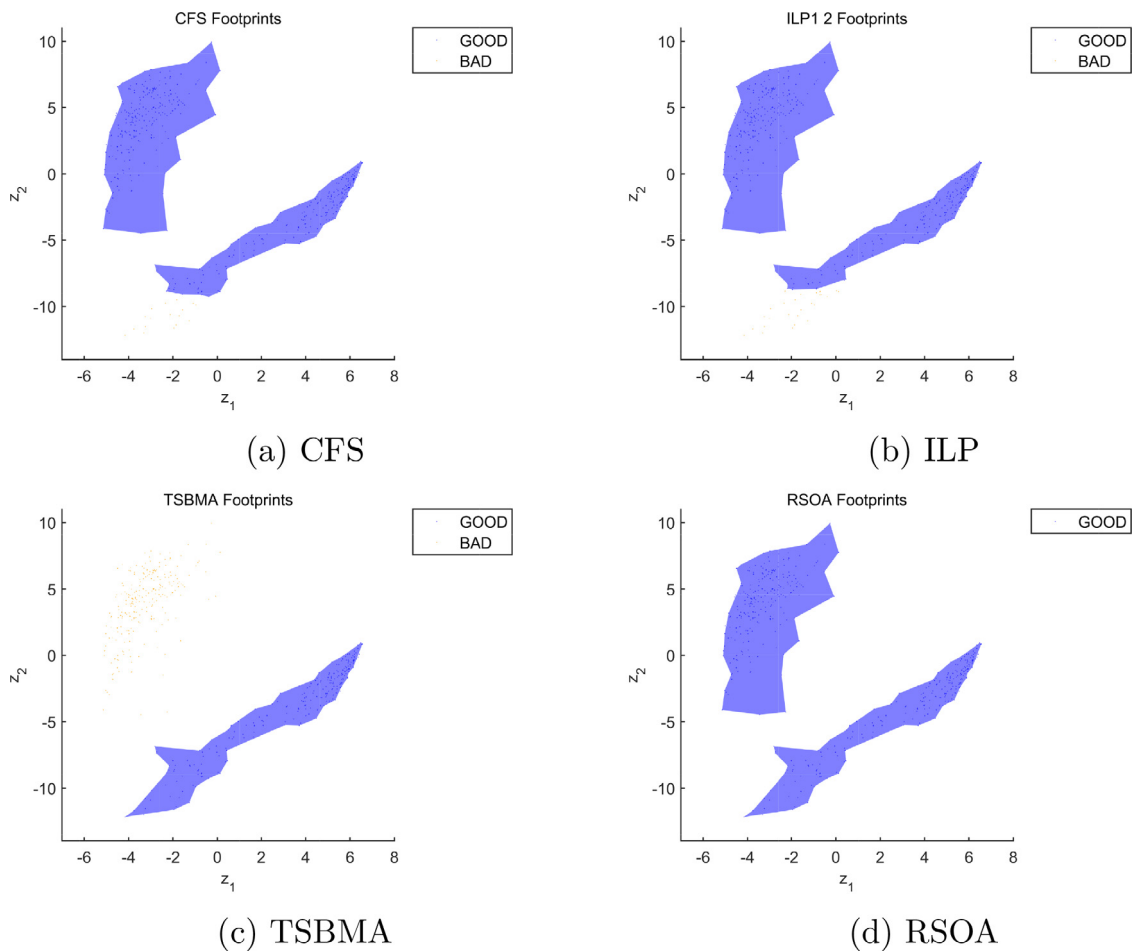 CFS Footprints
GOOD
BAD
10
5
0
-5
-10
z2
-6 -4 -2 0 2 4 6 8
z1
(a) CFS
ILP1 2 Footprints
GOOD
BAD
10
5
0
-5
-10
z2
-6 -4 -2 0 2 4 6 8
z1
(b) ILP
TSBMA Footprints
GOOD
BAD
10
5
0
-5
-10
z2
-6 -4 -2 0 2 4 6 8
z1
(c) TSBMA
RSOA Footprints
GOOD
10
5
0
-5
-10
z2
-6 -4 -2 0 2 4 6 8
z1
(d) RSOA